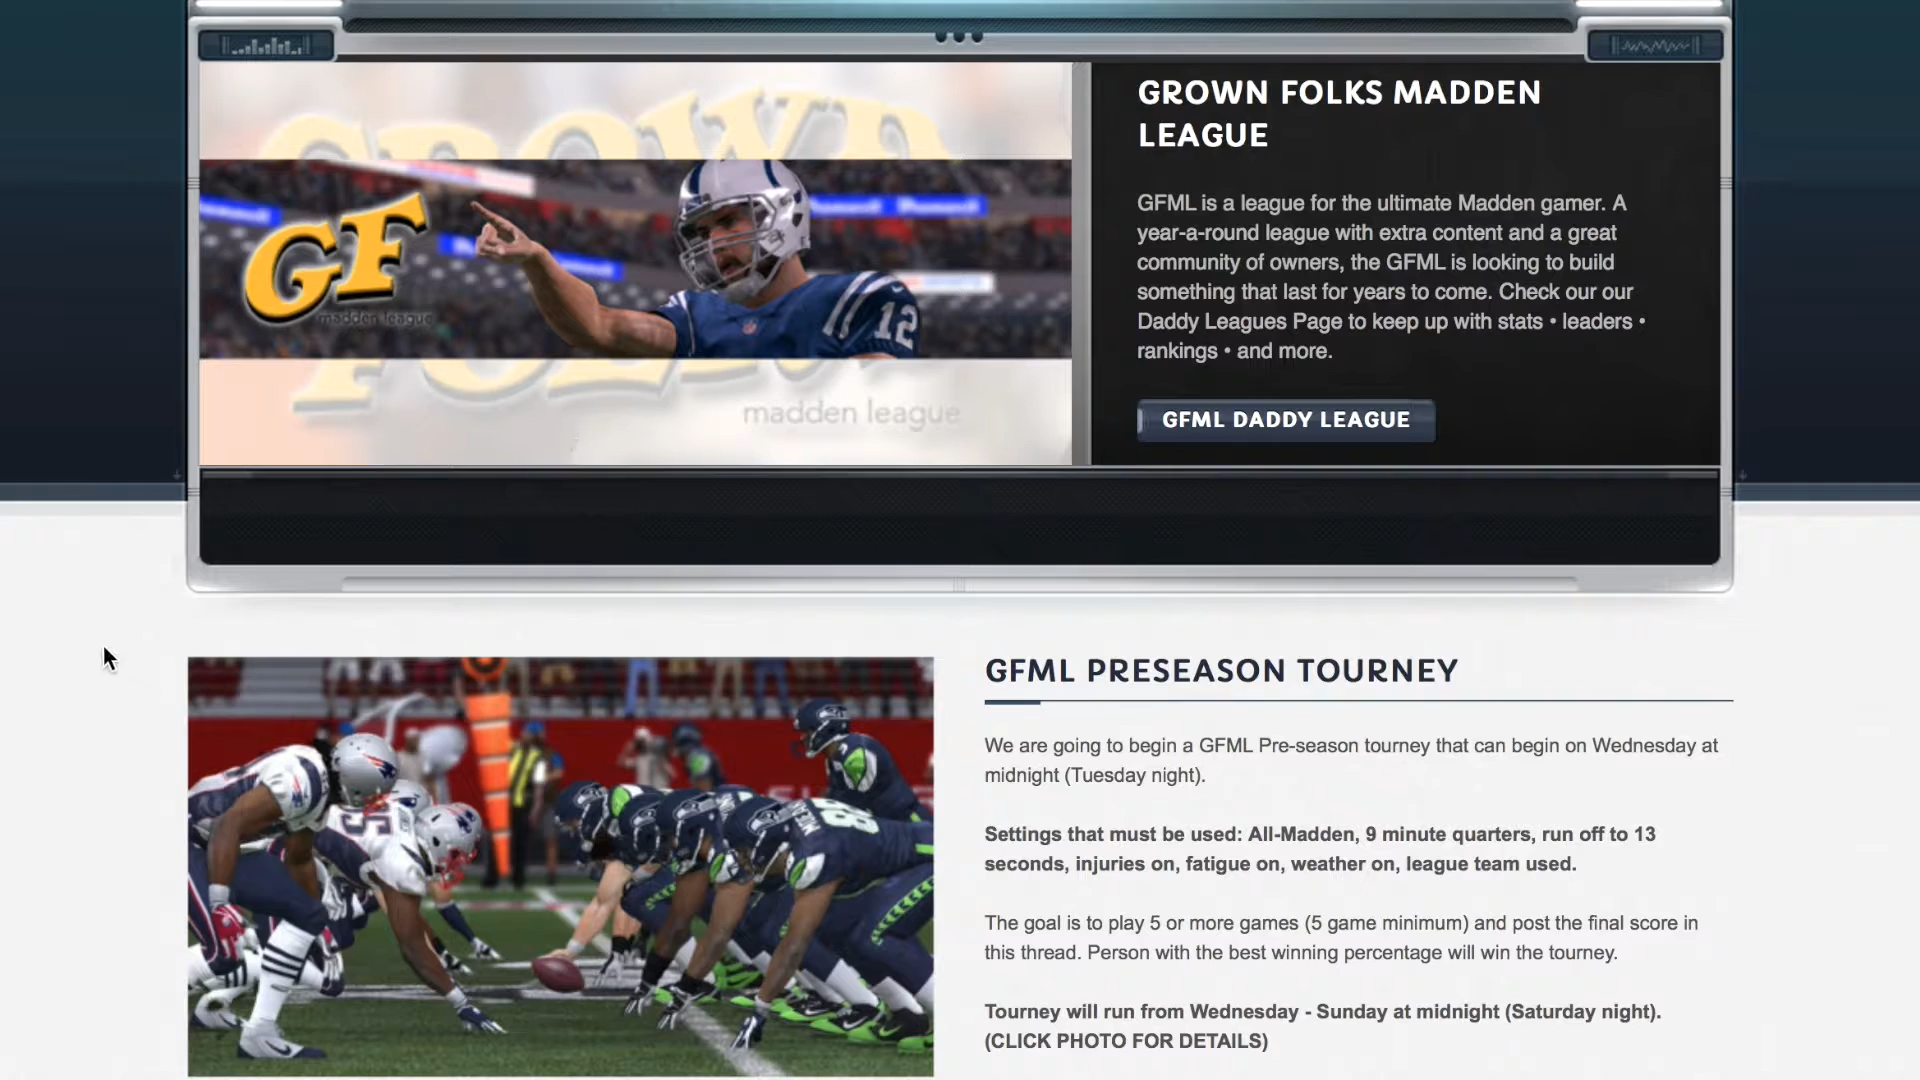 GROWN FOLKS MADDEN
LEAGUE
GFML is a league for the ultimate Madden gamer. A
year-a-round league with extra content and a great
community of owners, the GFML is looking to build
something that last for years to come. Check our our
Daddy Leagues Page to keep up with stats • leaders •
rankings • and more.
GFML DADDY LEAGUE
GROWN
GF
madden league
12
FOLKS
madden league
GFML PRESEASON TOURNEY
We are going to begin a GFML Pre-season tourney that can begin on Wednesday at
midnight (Tuesday night).
Settings that must be used: All-Madden, 9 minute quarters, run off to 13
seconds, injuries on, fatigue on, weather on, league team used.
The goal is to play 5 or more games (5 game minimum) and post the final score in
this thread. Person with the best winning percentage will win the tourney.
Tourney will run from Wednesday - Sunday at midnight (Saturday night).
(CLICK PHOTO FOR DETAILS)